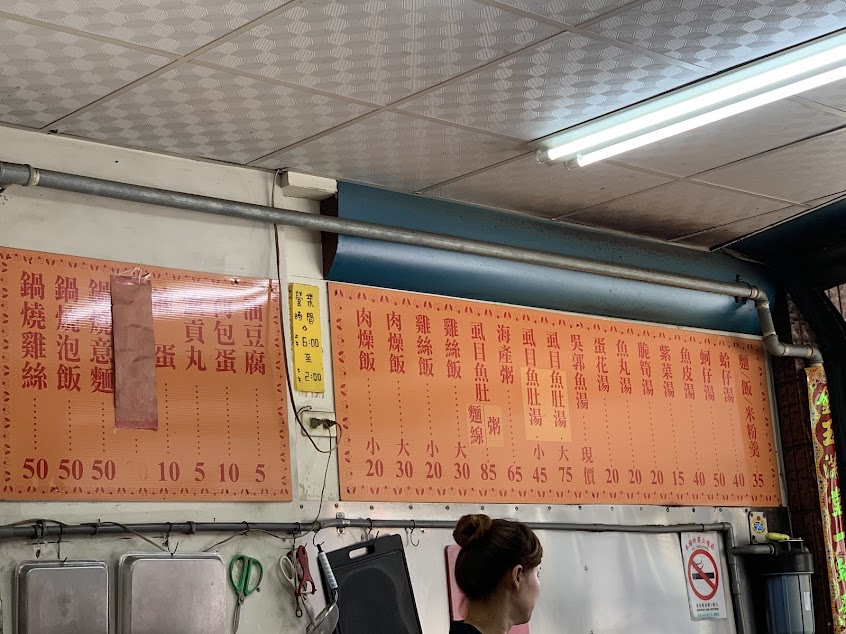 鍋燒雞絲 50
鍋燒泡飯 50
鍋燒意麵 50
蛋 10
貢丸 5
包蛋 10
油豆腐 5
營業時間
6:00
至
2:00
肉燥飯 小 20
肉燥飯 大 30
雞絲飯 小 20
雞絲飯 大 30
虱目魚肚 粥 麵線 85
海產粥 65
虱目魚肚湯 小 45
虱目魚肚湯 大 75
吳郭魚湯 現價
蛋花湯 20
魚丸湯 20
脆筍湯 20
紫菜湯 15
魚皮湯 40
蚵仔湯 50
蛤仔湯 40
麵 飯 米粉羹 35